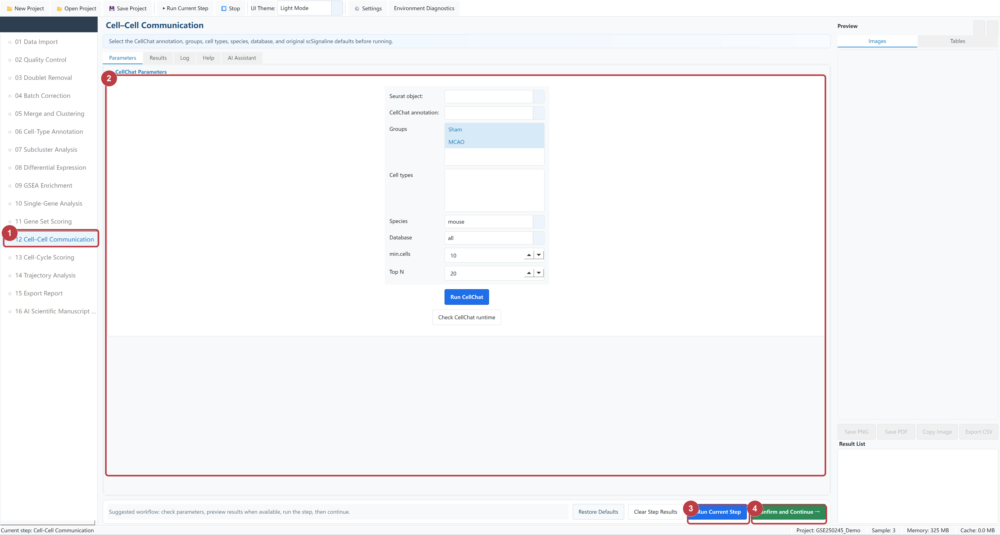 New Project Open Project Save Project Run Current Step Stop UI Theme: Light Mode Settings Environment Diagnostics
01 Data Import
02 Quality Control
03 Doublet Removal
04 Batch Correction
05 Merge and Clustering
06 Cell-Type Annotation
07 Subcluster Analysis
08 Differential Expression
09 GSEA Enrichment
10 Single-Gene Analysis
11 Gene Set Scoring
1
12 Cell–Cell Communication
13 Cell-Cycle Scoring
14 Trajectory Analysis
15 Export Report
16 AI Scientific Manuscript ...
Cell–Cell Communication
Select the CellChat annotation, groups, cell types, species, database, and original scSignaline defaults before running.
Parameters Results Log Help AI Assistant
CellChat Parameters
2
Seurat object:
CellChat annotation:
Groups
Sham
MCAO
Cell types
Species mouse
Database all
min.cells 10
Top N 20
Run CellChat
Check CellChat runtime
Suggested workflow: check parameters, preview results when available, run the step, then continue.
Restore Defaults Clear Step Results 3 Run Current Step 4 nfirm and Continue →
Preview
Images Tables
Save PNG Save PDF Copy Image Export CSV
Result List
Current step: Cell-Cell Communication
Project: GSE250245_Demo Sample: 3 Memory: 325 MB Cache: 0.0 MB